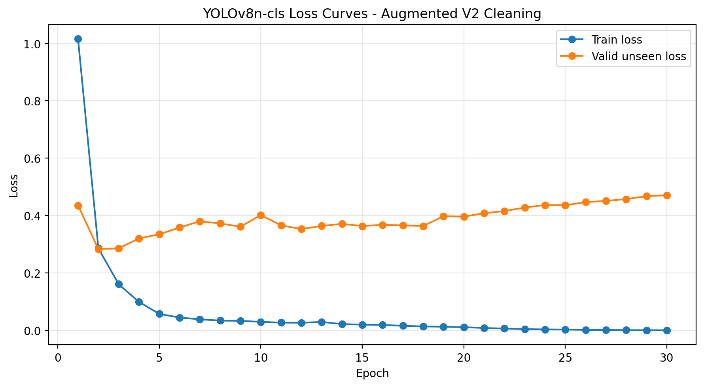 YOLOv8n-cls Loss Curves - Augmented V2 Cleaning
Train loss
Valid unseen loss
1.0
0.8
0.6
0.4
0.2
0.0
Loss
0 5 10 15 20 25 30
Epoch